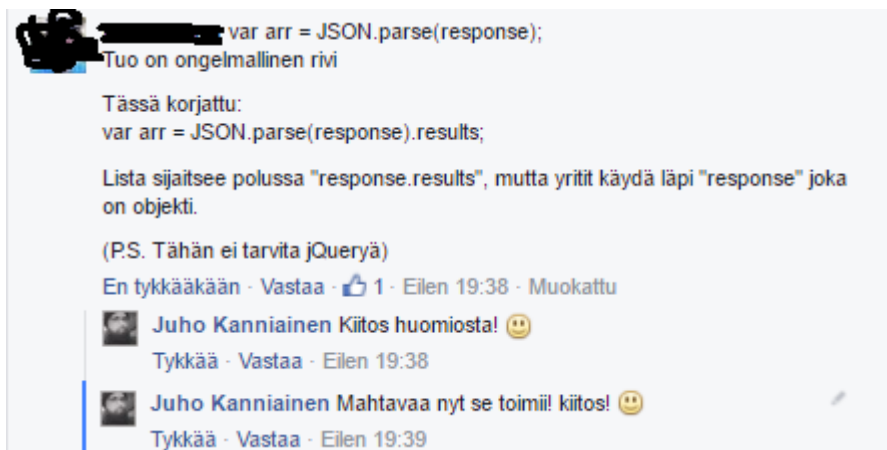 var arr = JSON.parse(response);
Tuo on ongelmallinen rivi
Tässä korjattu:
var arr = JSON.parse(response).results;
Lista sijaitsee polussa "response.results", mutta yritit käydä läpi "response" joka
on objekti.
(P.S. Tähän ei tarvita jQueryä)
En tykkääkään · Vastaa · 1 · Eilen 19:38 · Muokattu
Juho Kanniainen Kiitos huomiosta!
Tykkää · Vastaa · Eilen 19:38
Juho Kanniainen Mahtavaa nyt se toimii! kiitos!
Tykkää · Vastaa · Eilen 19:39